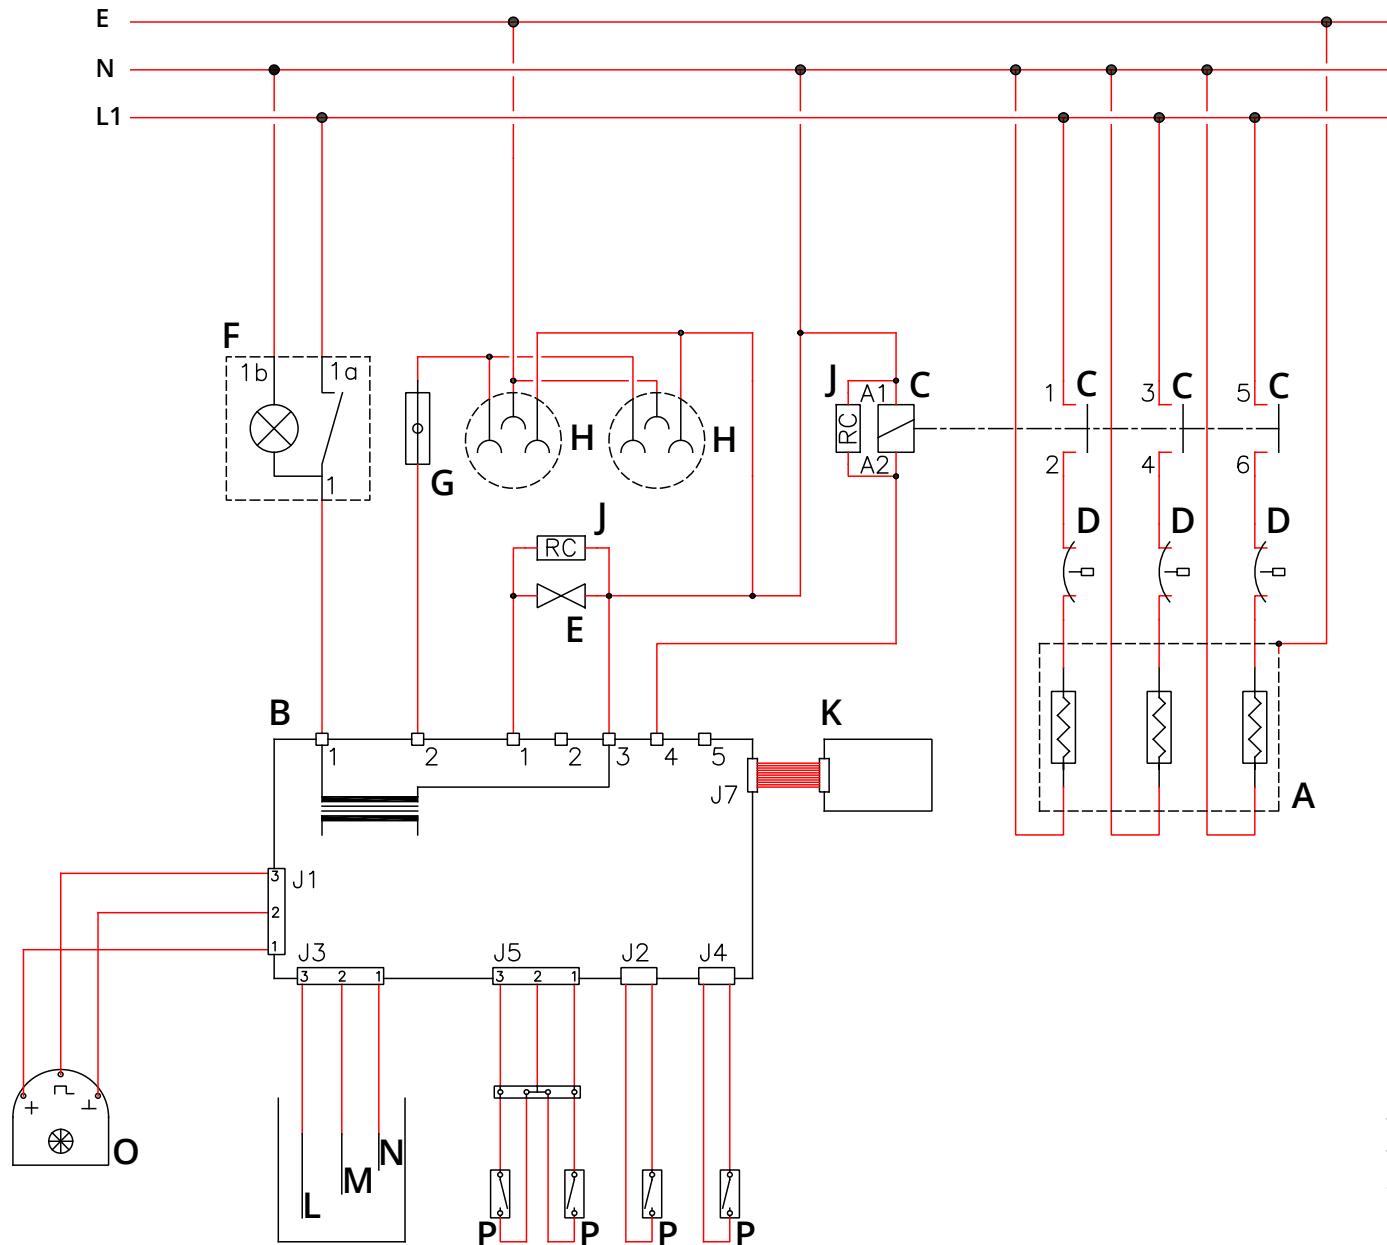 E
N
L1
F
1b 1a
1
G
H
H
J
RC
E
J
RC
A1
A2
C
1 C 3 C 5 C
2 4 6
D D D
A
B
1 2 1 2 3 4 5
K
J7
J1
3
2
1
J3
3 2 1
J5
3 2 1
J2
J4
+ ⊥
O
L M N
P P P P